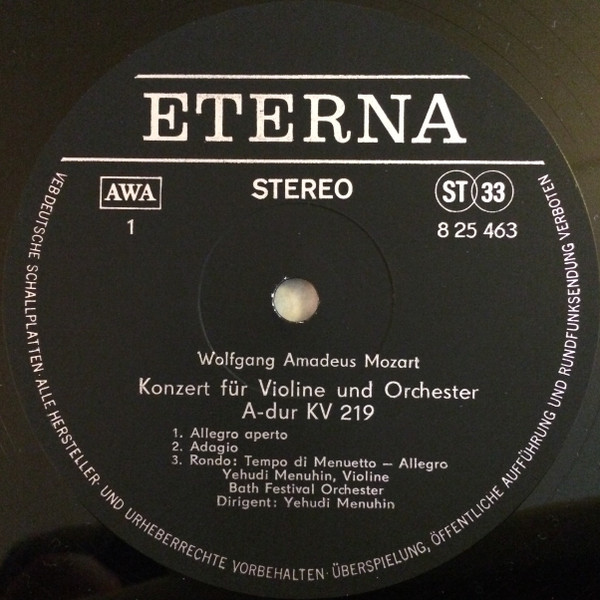 ETERNA
AWA
STEREO
ST 33
1
8 25 463
Wolfgang Amadeus Mozart
Konzert für Violine und Orchester
A-dur KV 219
1. Allegro aperto
2. Adagio
3. Rondo: Tempo di Menuetto — Allegro
Yehudi Menuhin, Violine
Bath Festival Orchester
Dirigent: Yehudi Menuhin
VEB DEUTSCHE SCHALLPLATTEN · ALLE HERSTELLER- UND URHEBERRECHTE VORBEHALTEN · ÜBERSPIELUNG, ÖFFENTLICHE AUFFÜHRUNG UND RUNDFUNKSENDUNG VERBOTEN